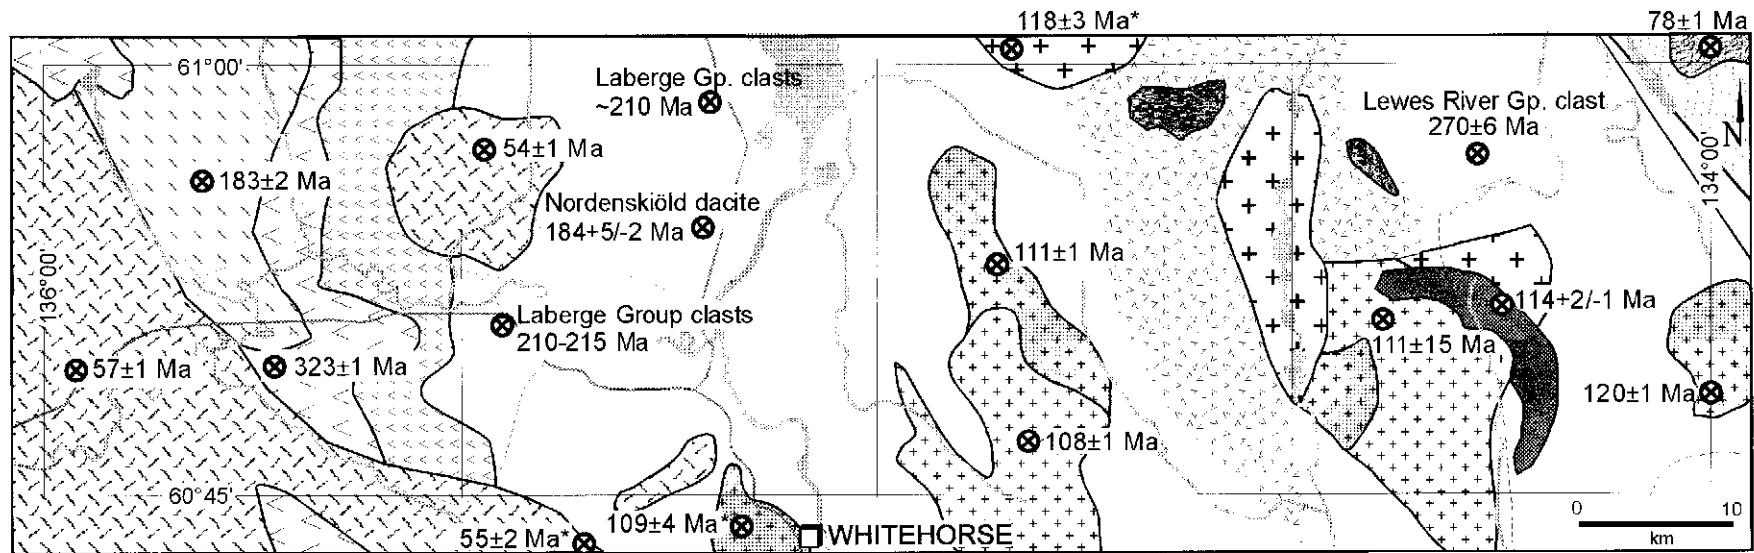 118±3 Ma*
78±1 Ma
61°00'
Laberge Gp. clasts
~210 Ma
Lewes River Gp. clast
270±6 Ma
N
54±1 Ma
183±2 Ma
134°00'
Nordenskiöld dacite
184+5/-2 Ma
111±1 Ma
136°00'
114+2/-1 Ma
Laberge Group clasts
210-215 Ma
111±15 Ma
57±1 Ma
323±1 Ma
120±1 Ma
108±1 Ma
60°45'
0 10
km
109±4 Ma*
WHITEHORSE
55±2 Ma*